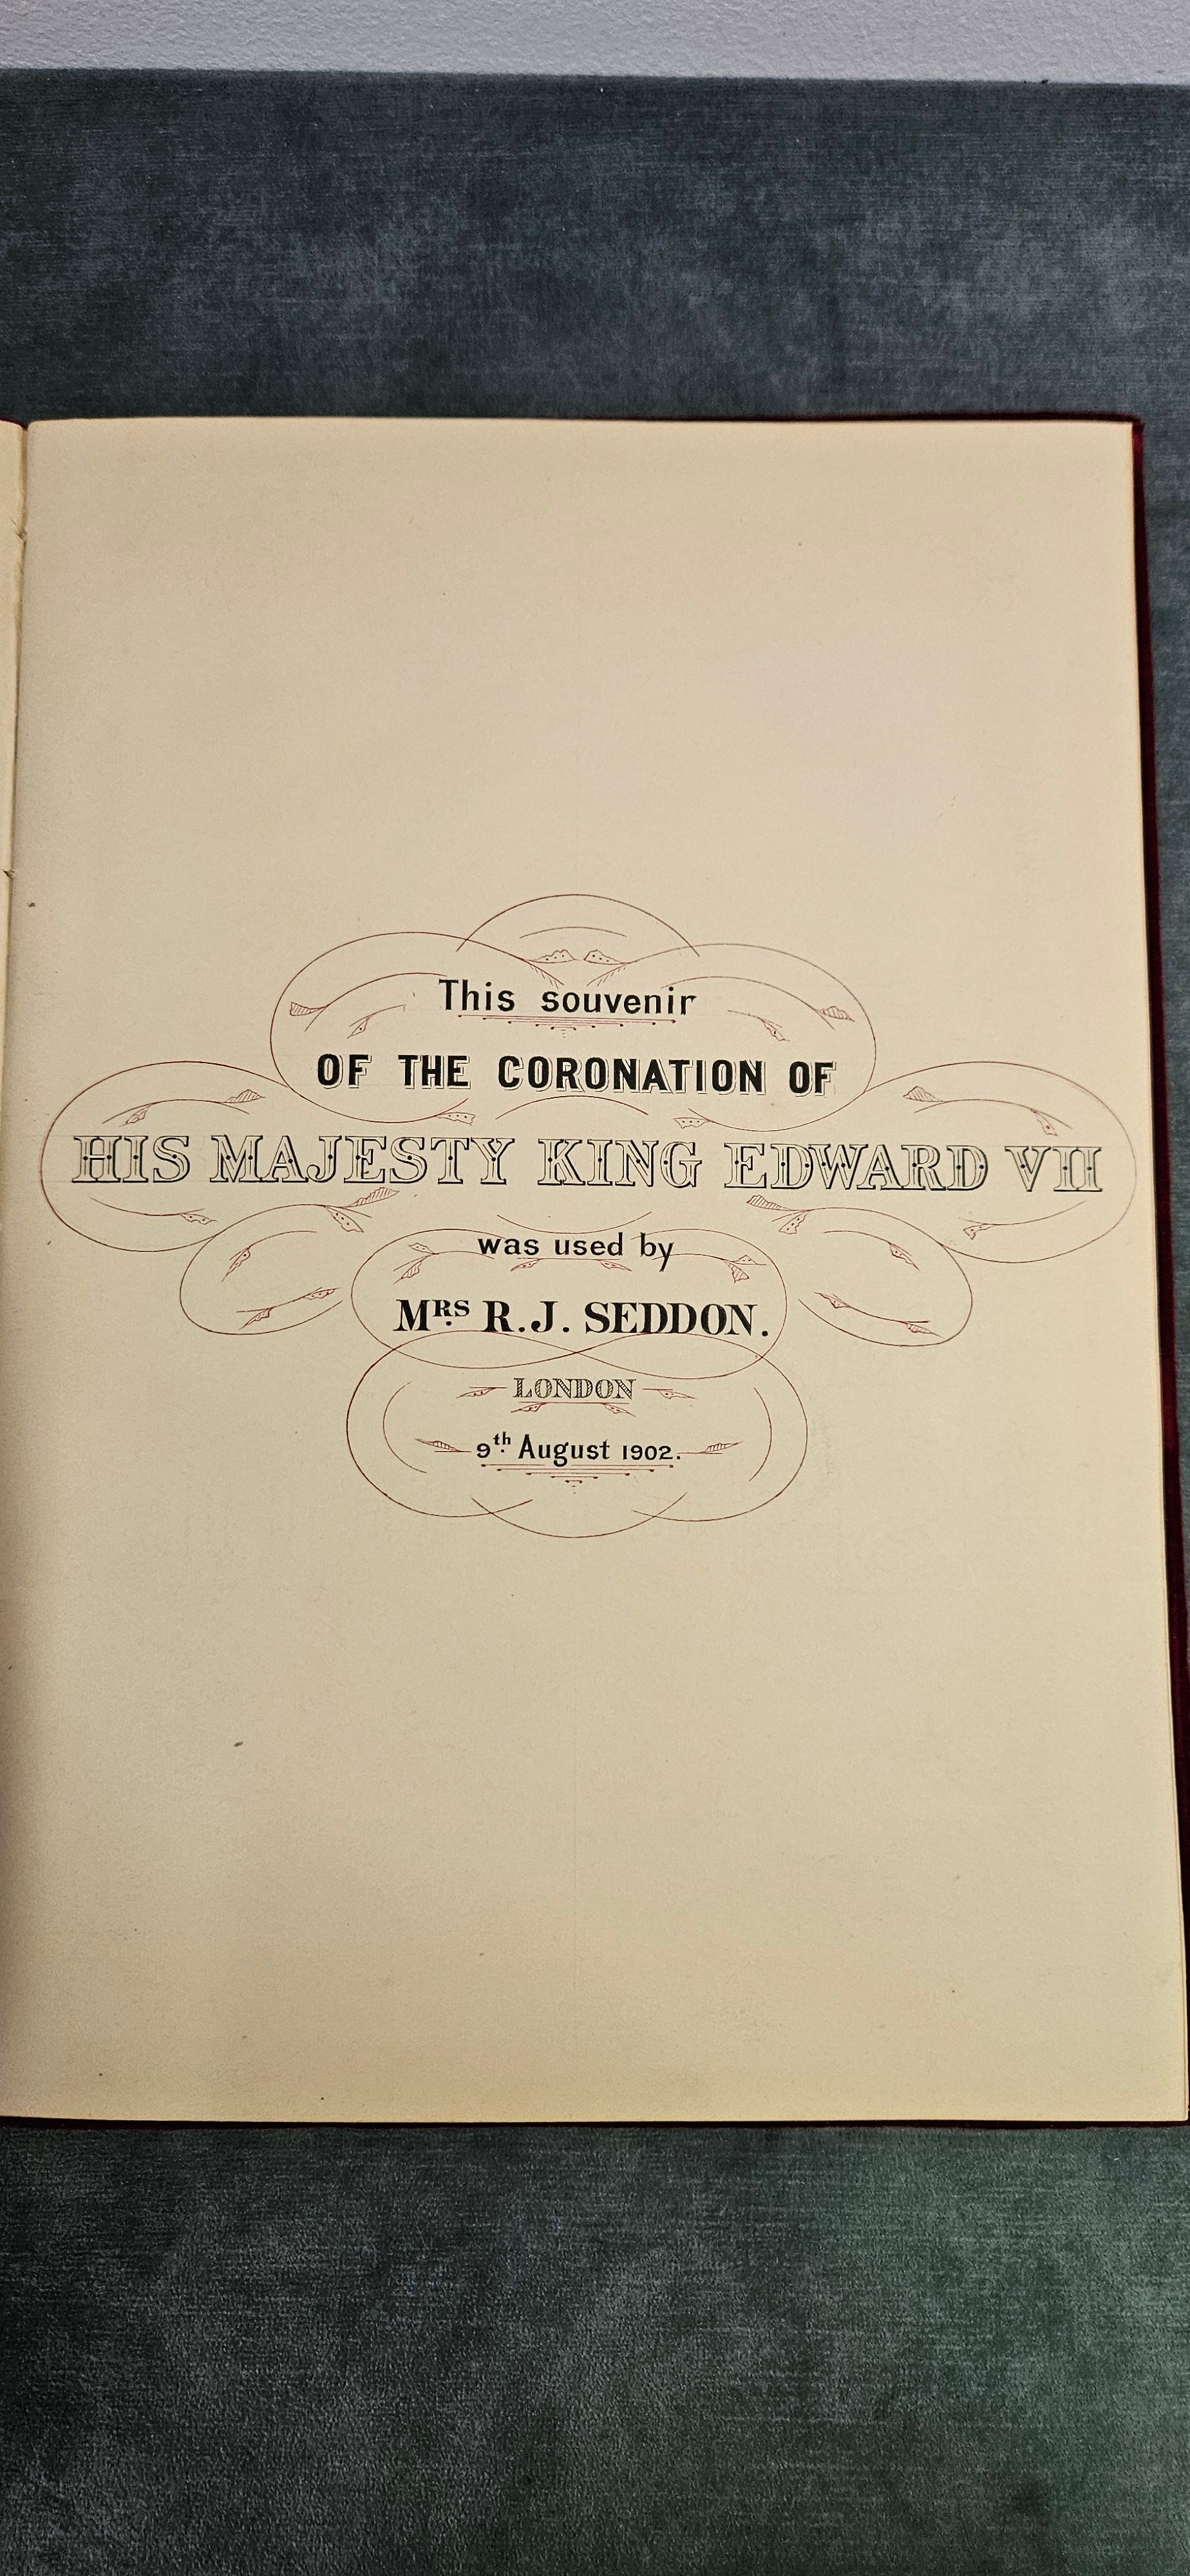 This souvenir
OF THE CORONATION OF
HIS MAJESTY KING EDWARD VII
was used by
MRS. R.J. SEDDON.
LONDON
9th. August 1902.